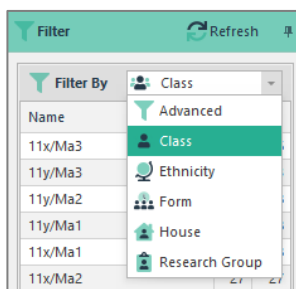 Filter Refresh
Filter By Class
Name
Advanced
11x/Ma3
Class
11y/Ma3
Ethnicity
11y/Ma2
Form
11y/Ma1
House
11x/Ma1
Research Group
11x/Ma2 27 27